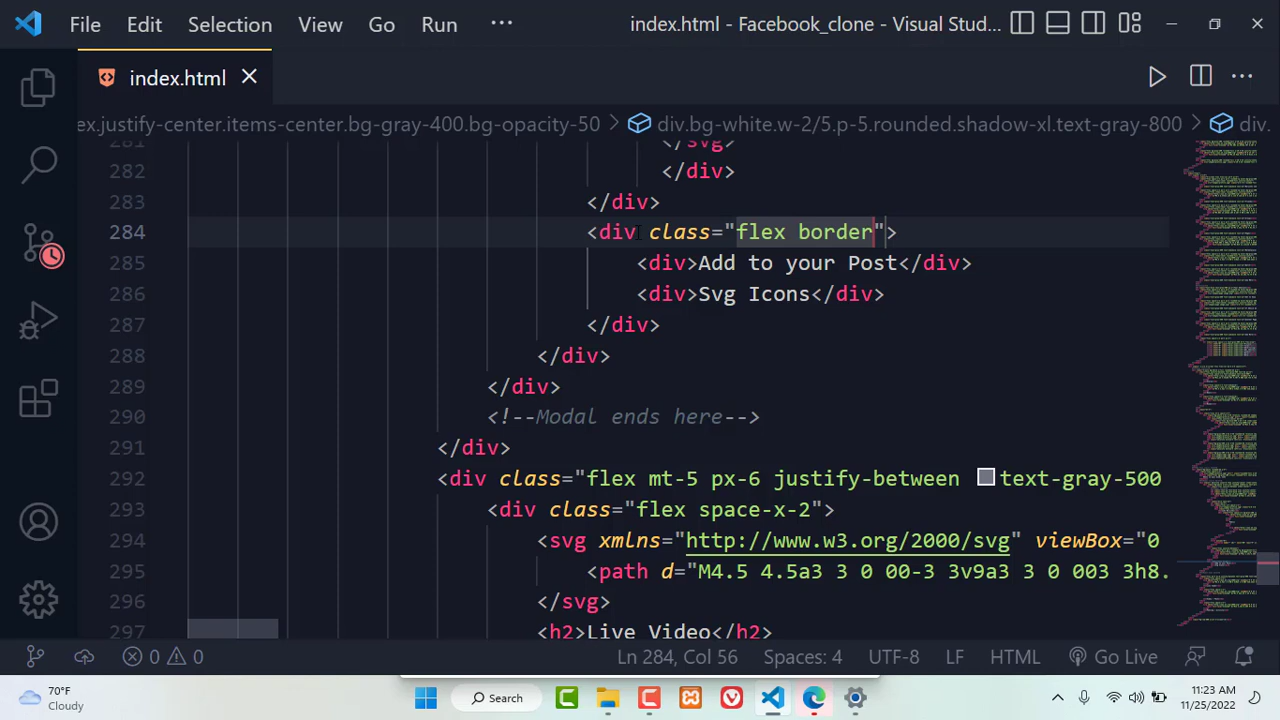 File Edit Selection View Go Run ··· index.html - Facebook_clone - Visual Stud...
index.html
ex.justify-center.items-center.bg-gray-400.bg-opacity-50 > div.bg-white.w-2/5.p-5.rounded.shadow-xl.text-gray-800 > div.
281 </svg>
282 </div>
283 </div>
284 <div class="flex border">
285 <div>Add to your Post</div>
286 <div>Svg Icons</div>
287 </div>
288 </div>
289 </div>
290 <!--Modal ends here-->
291 </div>
292 <div class="flex mt-5 px-6 justify-between text-gray-500
293 <div class="flex space-x-2">
294 <svg xmlns="http://www.w3.org/2000/svg" viewBox="0
295 <path d="M4.5 4.5a3 3 0 00-3 3v9a3 3 0 003 3h8.
296 </svg>
297 <h2>Live Video</h2>
0 0 Ln 284, Col 56 Spaces: 4 UTF-8 LF HTML Go Live
70°F
Cloudy
Search
11:23 AM
11/25/2022